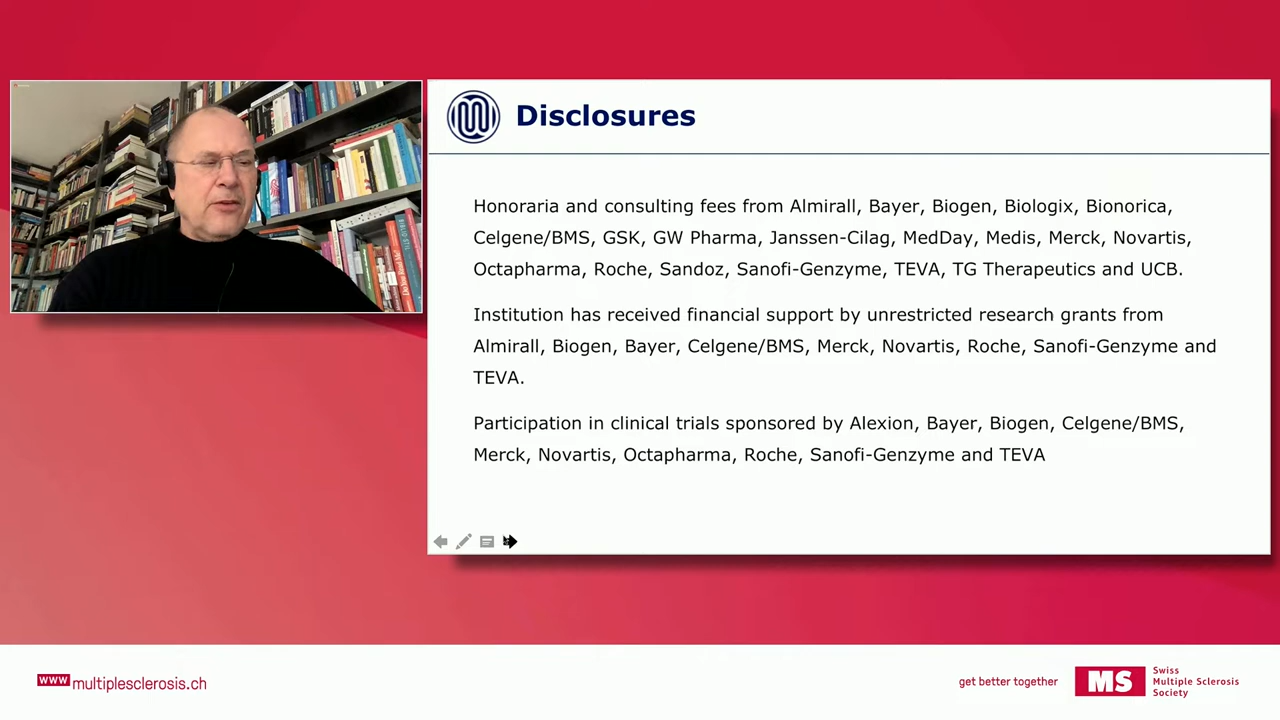 Disclosures
Honoraria and consulting fees from Almirall, Bayer, Biogen, Biologix, Bionorica,
Celgene/BMS, GSK, GW Pharma, Janssen-Cilag, MedDay, Medis, Merck, Novartis,
Octapharma, Roche, Sandoz, Sanofi-Genzyme, TEVA, TG Therapeutics and UCB.
Institution has received financial support by unrestricted research grants from
Almirall, Biogen, Bayer, Celgene/BMS, Merck, Novartis, Roche, Sanofi-Genzyme and
TEVA.
Participation in clinical trials sponsored by Alexion, Bayer, Biogen, Celgene/BMS,
Merck, Novartis, Octapharma, Roche, Sanofi-Genzyme and TEVA
www multiplesclerosis.ch
get better together
MS
Swiss
Multiple Sclerosis
Society